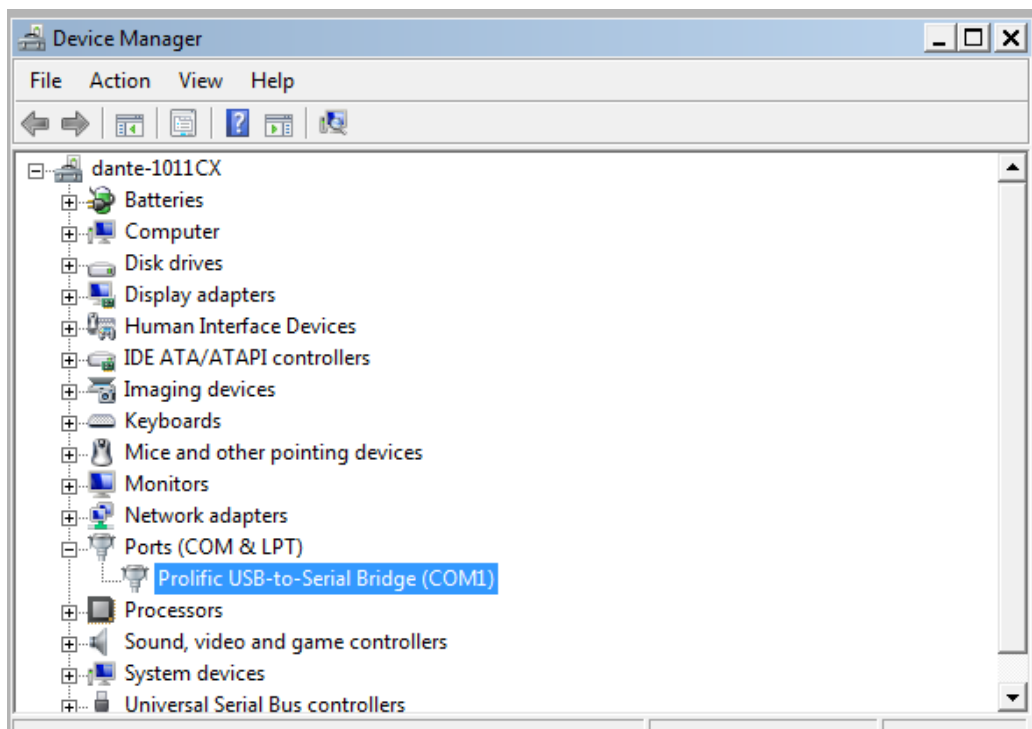 Device Manager
File Action View Help
dante-1011CX
Batteries
Computer
Disk drives
Display adapters
Human Interface Devices
IDE ATA/ATAPI controllers
Imaging devices
Keyboards
Mice and other pointing devices
Monitors
Network adapters
Ports (COM & LPT)
Prolific USB-to-Serial Bridge (COM1)
Processors
Sound, video and game controllers
System devices
Universal Serial Bus controllers